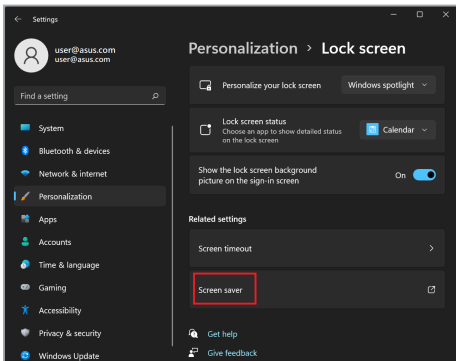 Settings
user@asus.com
user@asus.com
Find a setting
System
Bluetooth & devices
Network & internet
Personalization
Apps
Accounts
Time & language
Gaming
Accessibility
Privacy & security
Windows Update
Personalization > Lock screen
Personalize your lock screen
Windows spotlight
Lock screen status
Choose an app to show detailed status
on the lock screen
Calendar
Show the lock screen background
picture on the sign-in screen
On
Related settings
Screen timeout
Screen saver
Get help
Give feedback